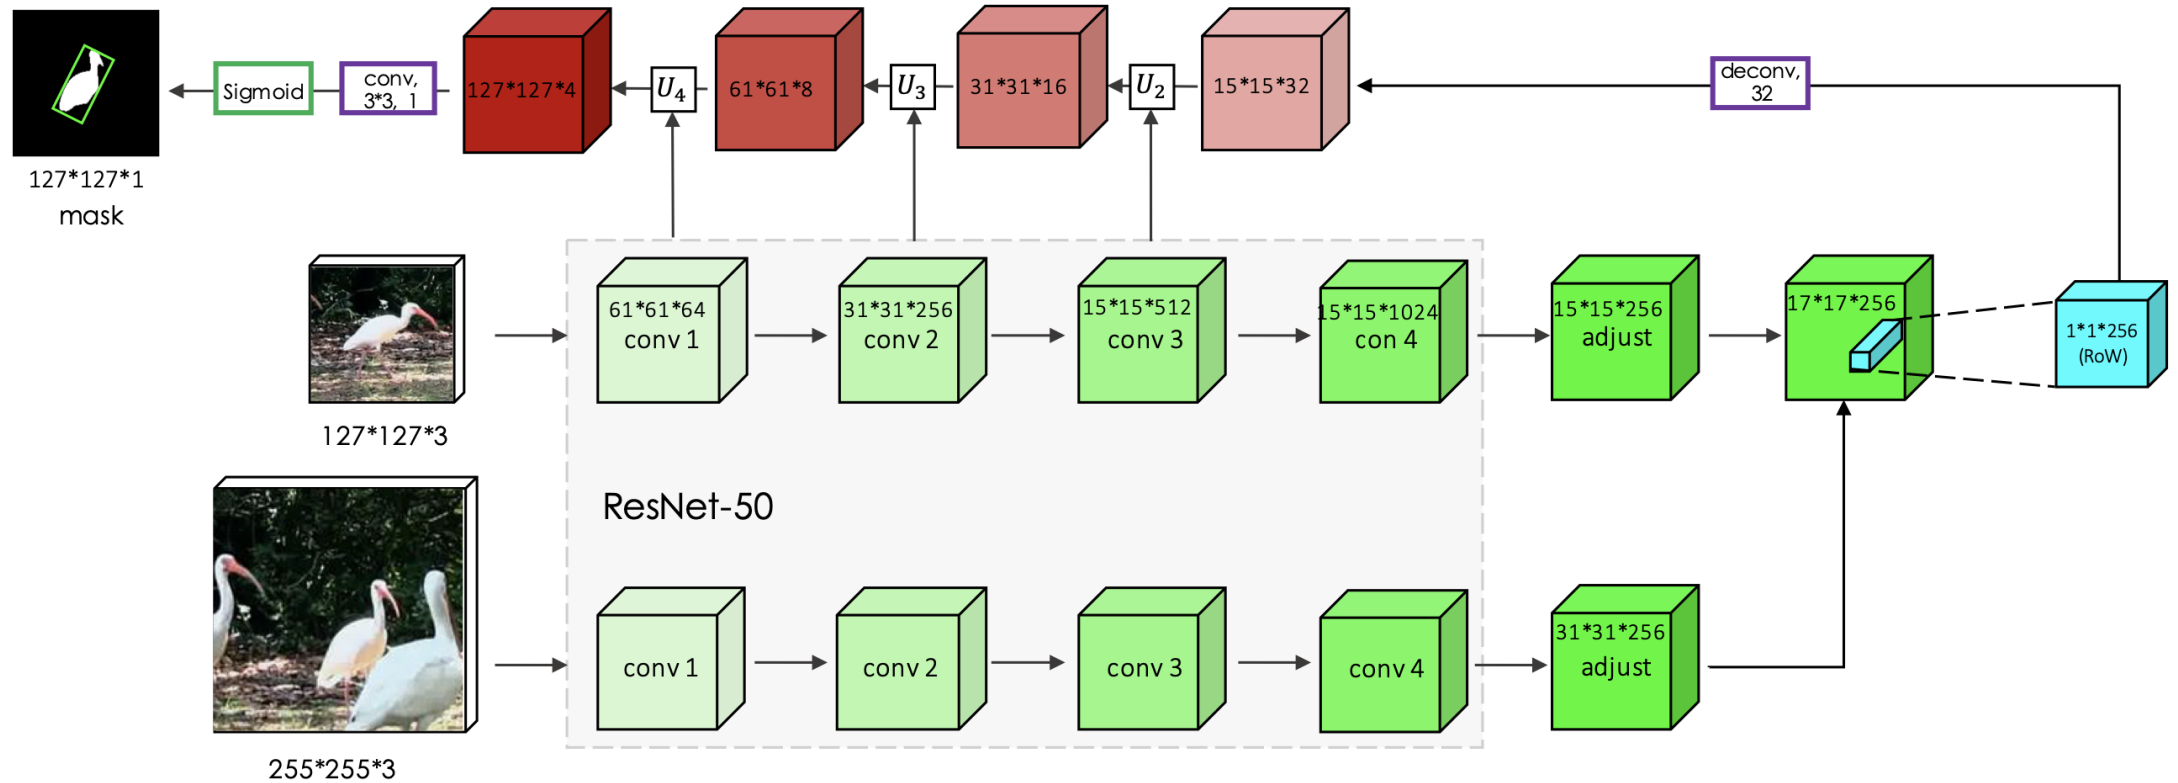 127*127*1
mask
Sigmoid
conv,
3*3, 1
127*127*4
U4
61*61*8
U3
31*31*16
U2
15*15*32
deconv,
32
127*127*3
61*61*64
conv 1
31*31*256
conv 2
15*15*512
conv 3
15*15*1024
con 4
15*15*256
adjust
17*17*256
1*1*256
(RoW)
ResNet-50
255*255*3
conv 1
conv 2
conv 3
conv 4
31*31*256
adjust